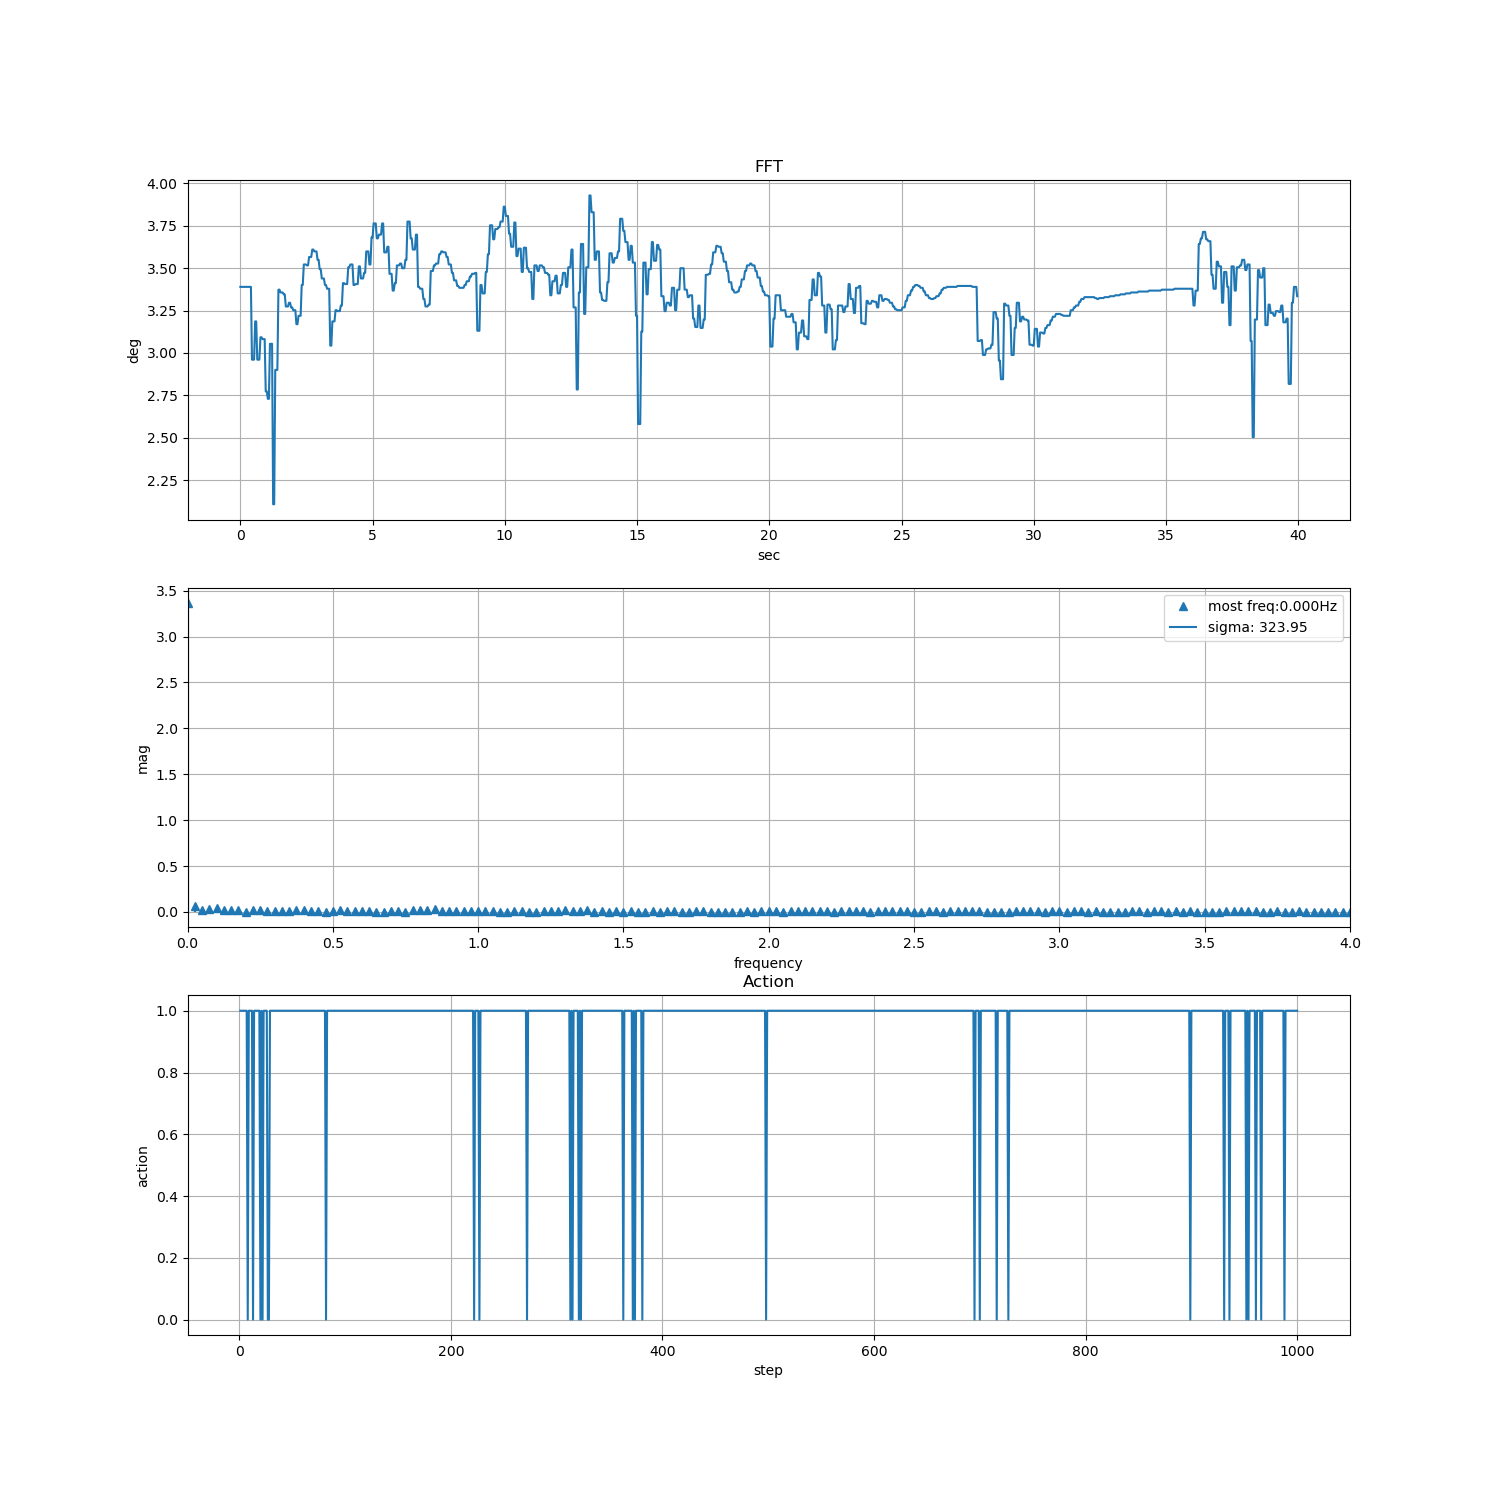 FFT
4.00
3.75
3.50
3.25
3.00
2.75
2.50
2.25
deg
0 5 10 15 20 25 30 35 40
sec
3.5
3.0
2.5
2.0
1.5
1.0
0.5
0.0
mag
most freq:0.000Hz
sigma: 323.95
0.0 0.5 1.0 1.5 2.0 2.5 3.0 3.5 4.0
frequency
Action
1.0
0.8
0.6
0.4
0.2
0.0
action
0 200 400 600 800 1000
step